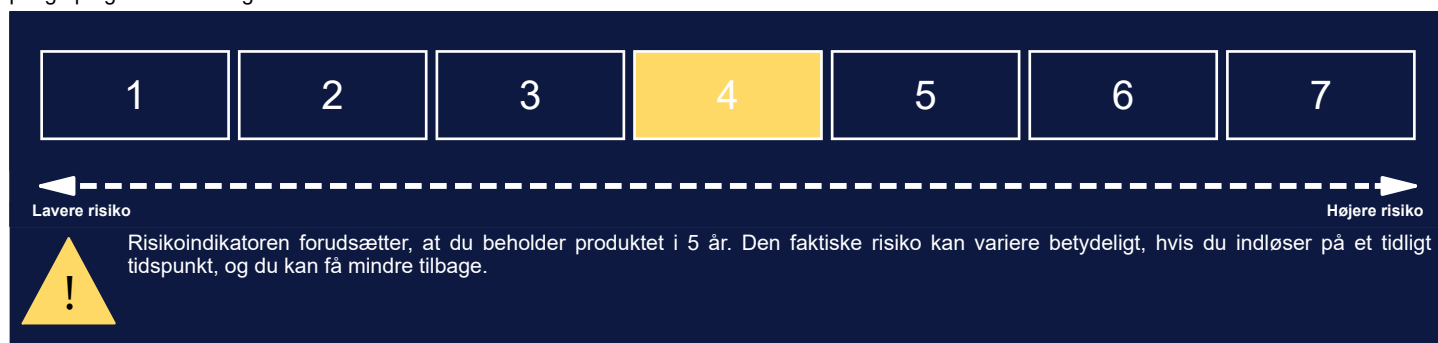 1 2 3 4 5 6 7
Lavere risiko Højere risiko
Risikoindikatoren forudsætter, at du beholder produktet i 5 år. Den faktiske risiko kan variere betydeligt, hvis du indløser på et tidligt
tidspunkt, og du kan få mindre tilbage.
!